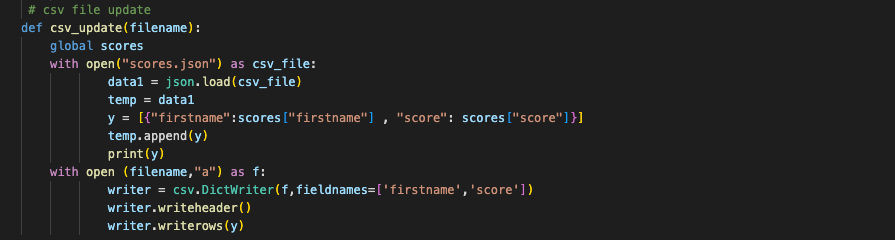 # csv file update
def csv_update(filename):
    global scores
    with open("scores.json") as csv_file:
            data1 = json.load(csv_file)
            temp = data1
            y = [{"firstname":scores["firstname"] , "score": scores["score"]}]
            temp.append(y)
            print(y)
    with open (filename,"a") as f:
            writer = csv.DictWriter(f,fieldnames=['firstname','score'])
            writer.writeheader()
            writer.writerows(y)